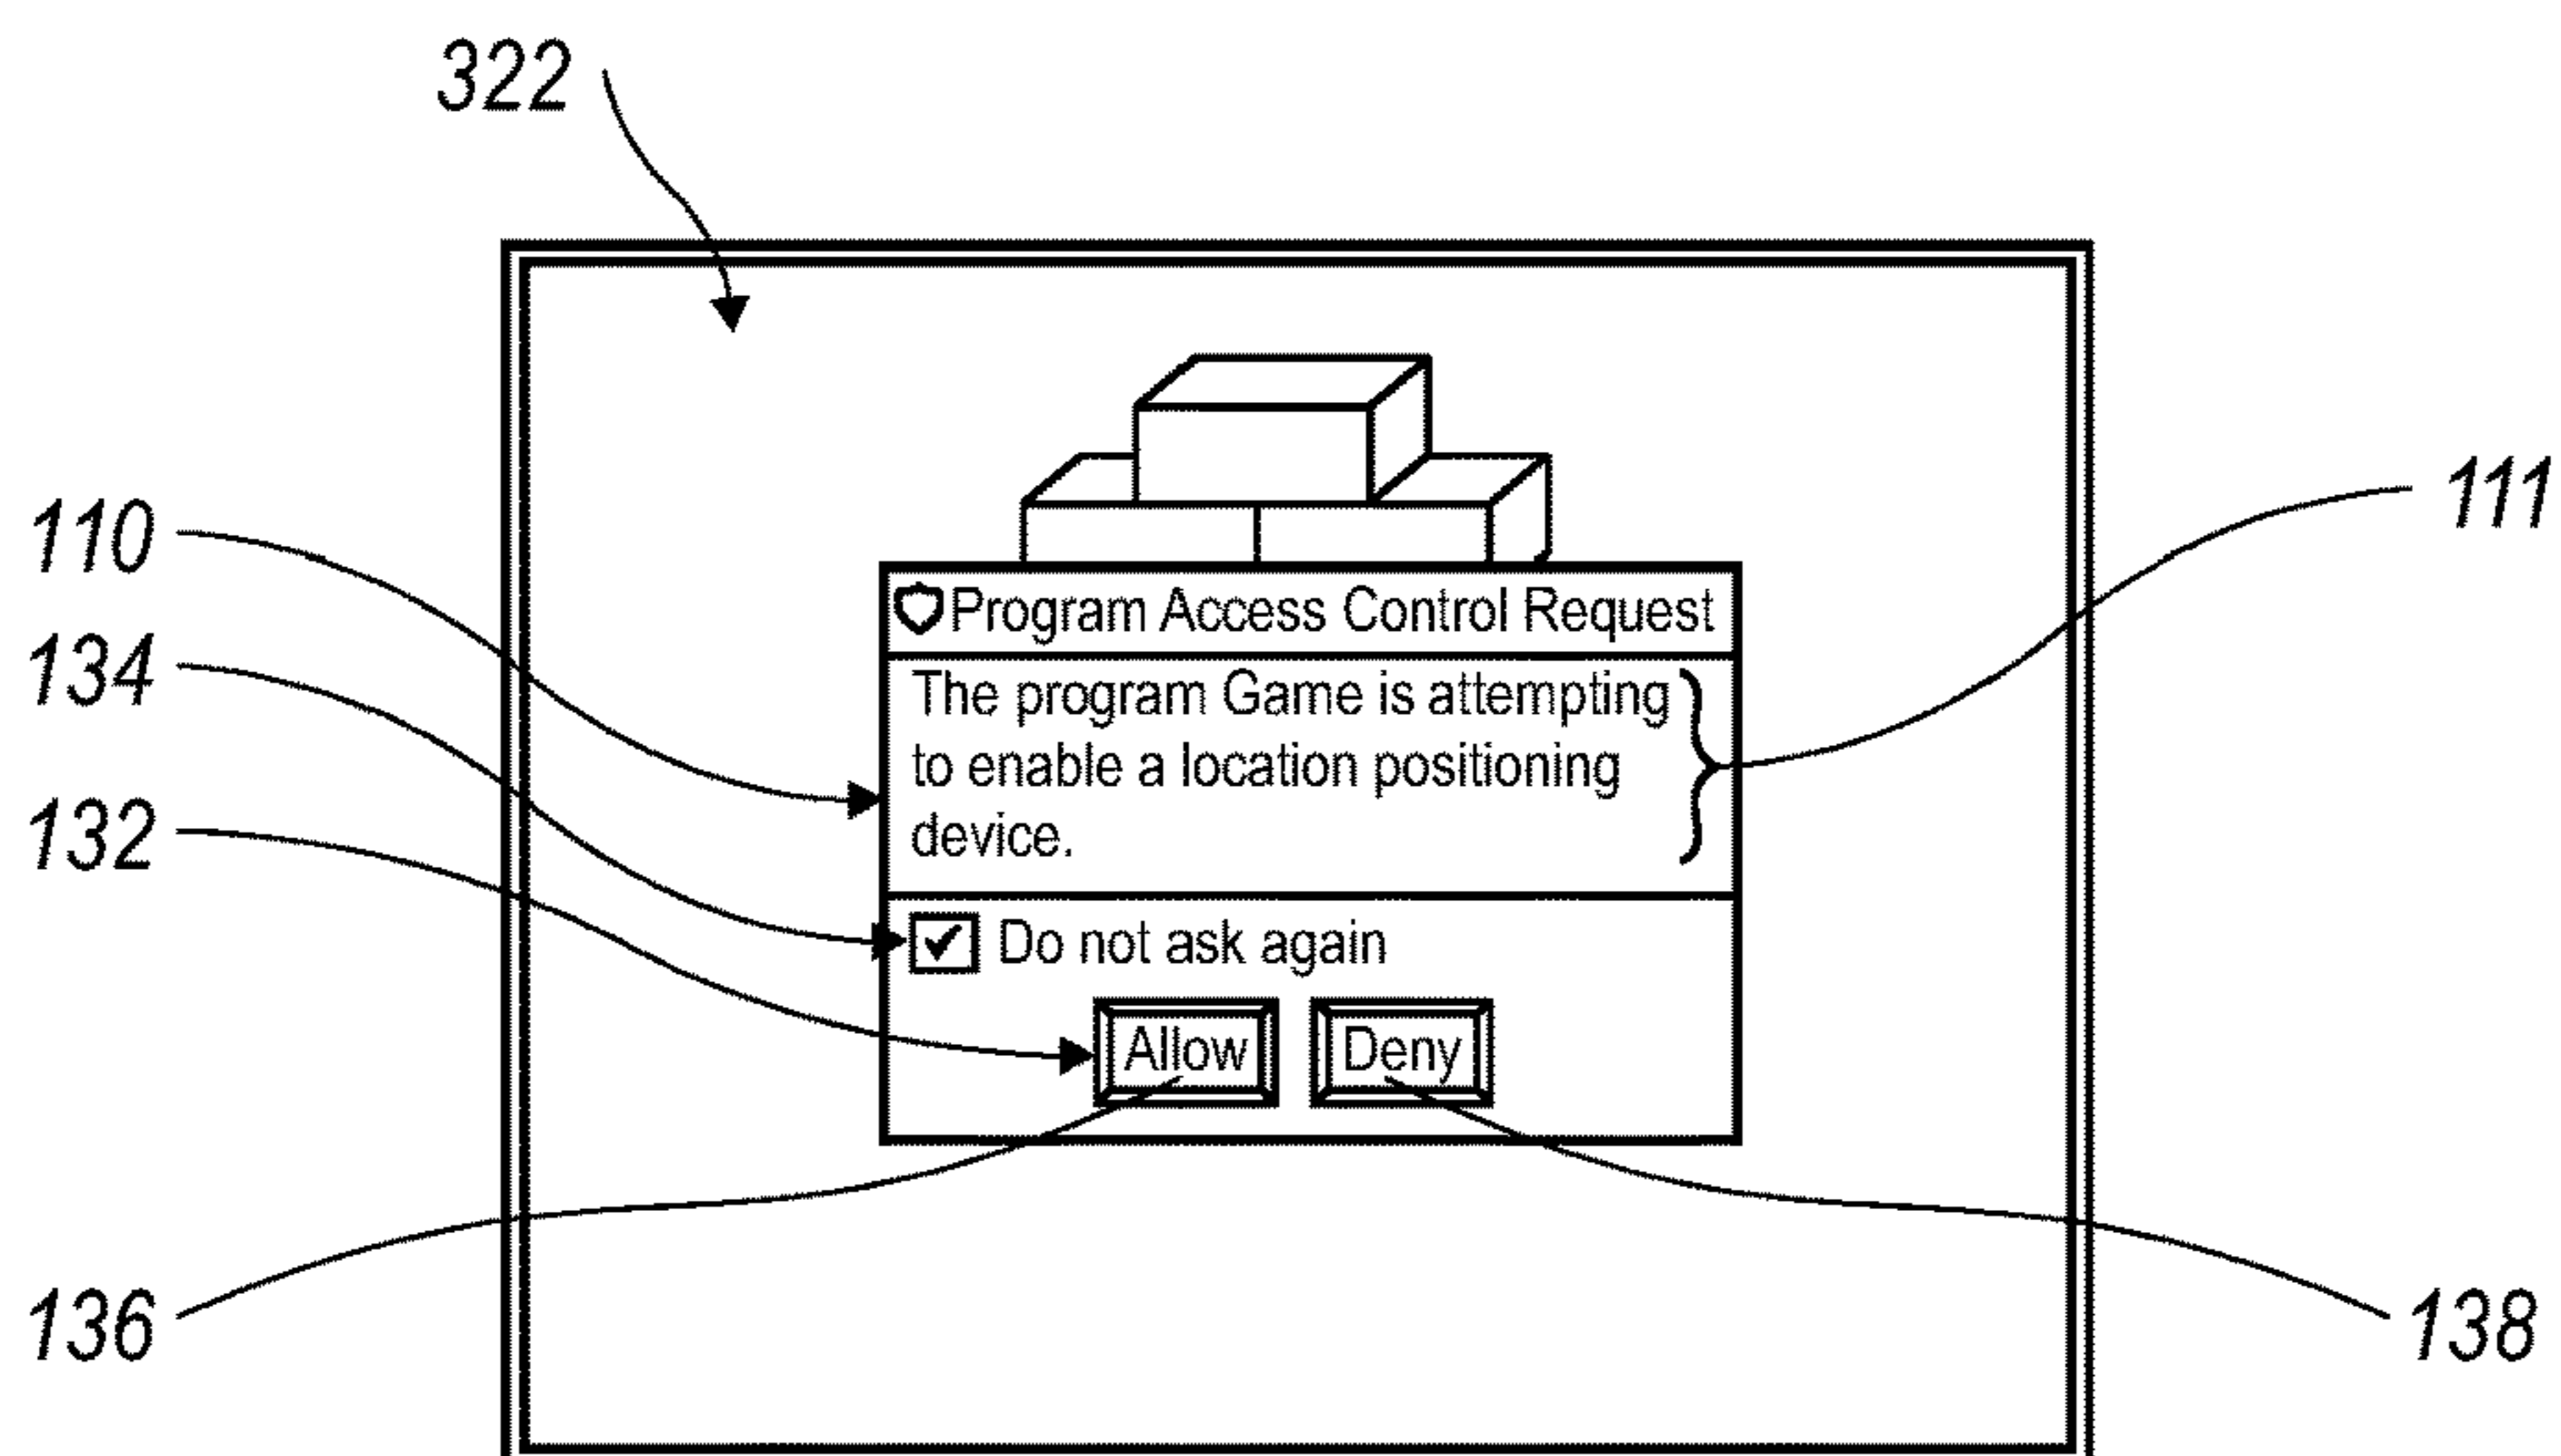 322
110
134
132
111
Program Access Control Request
The program Game is attempting
to enable a location positioning
device.
Do not ask again
Allow Deny
136
138